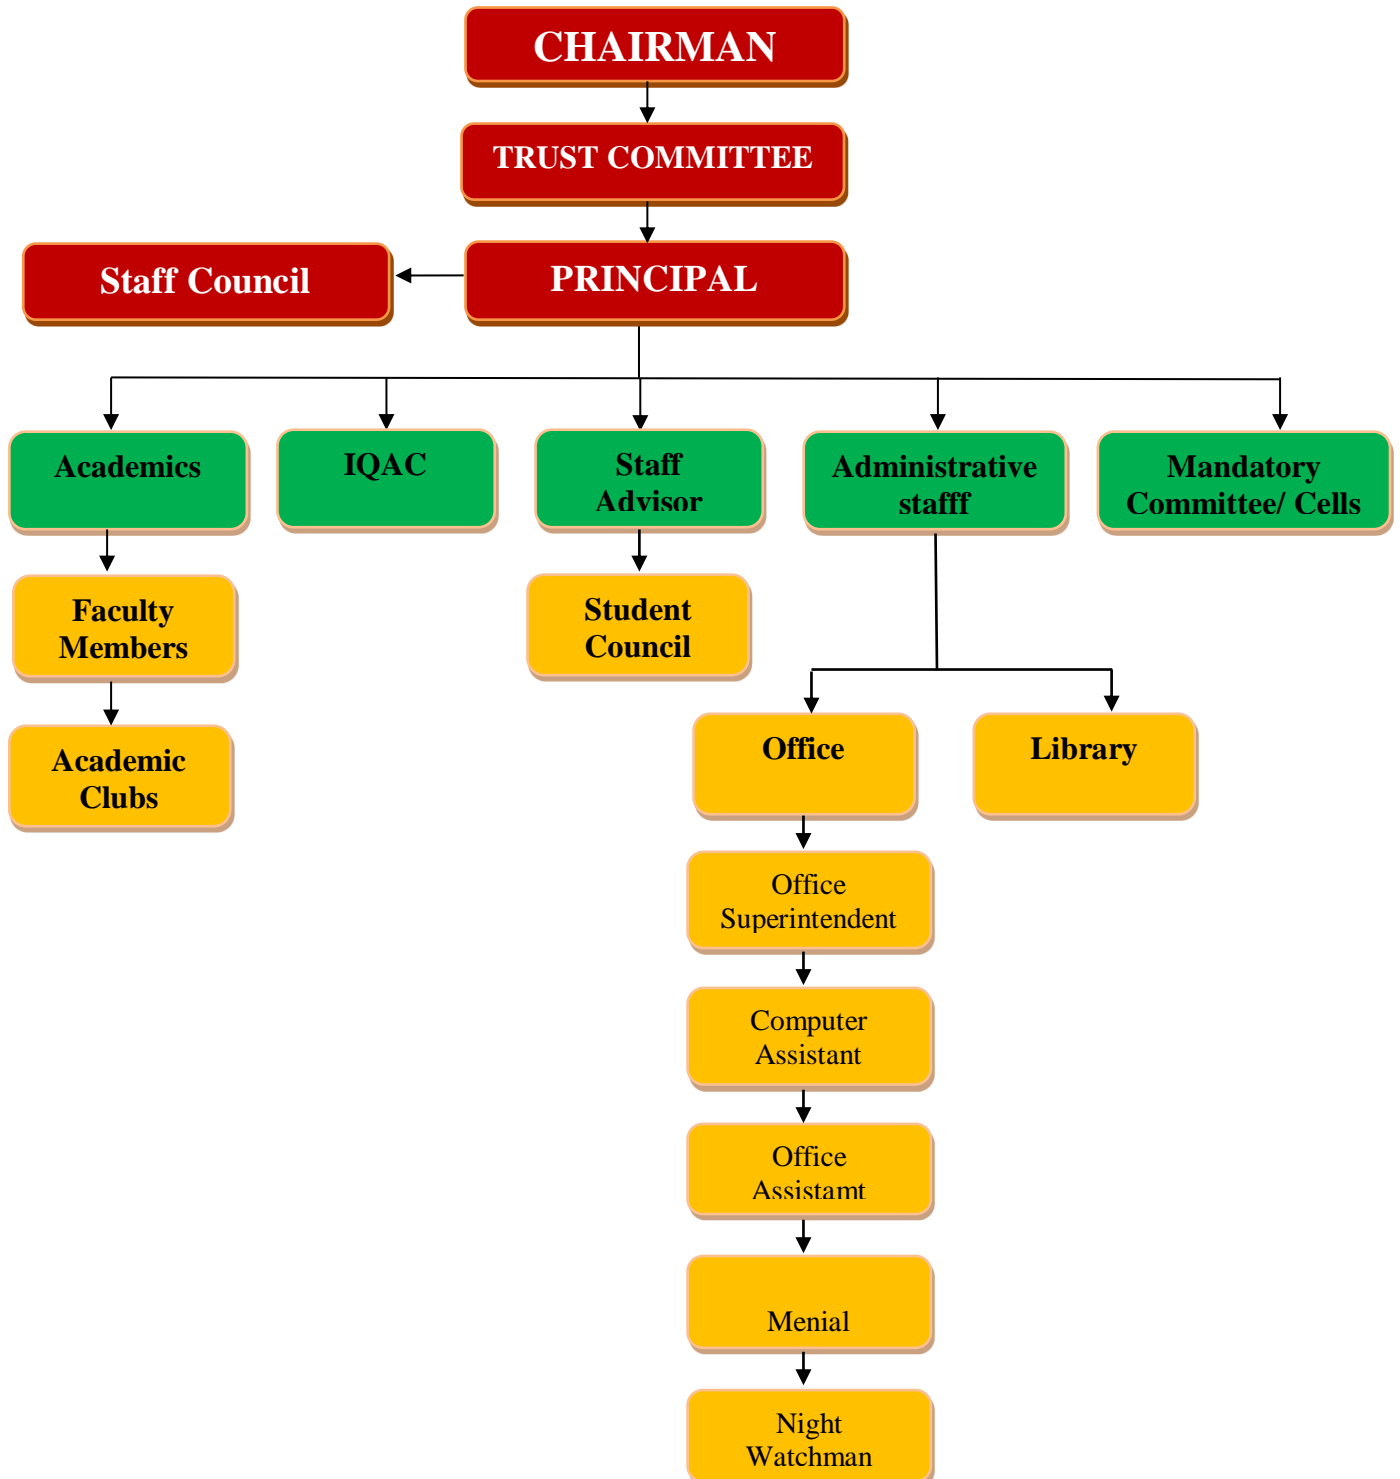 CHAIRMAN
TRUST COMMITTEE
Staff Council
PRINCIPAL
Academics
IQAC
Staff
Advisor
Administrative
stafff
Mandatory
Committee/ Cells
Faculty
Members
Student
Council
Academic
Clubs
Office
Library
Office
Superintendent
Computer
Assistant
Office
Assistamt
Menial
Night
Watchman